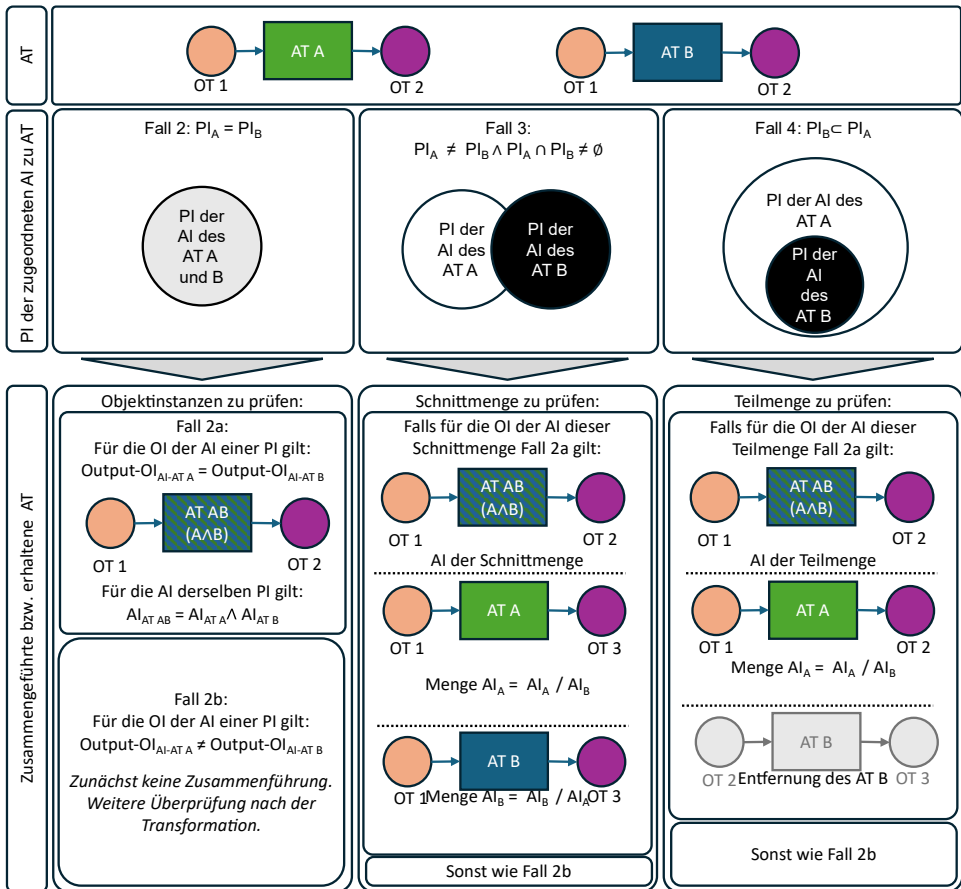 AT
AT A
OT 1
OT 2
AT B
OT 1
OT 2
PI der zugeordneten AI zu AT
Fall 2: PI_A = PI_B
PI der
AI des
AT A
und B
Fall 3:
PI_A ≠ PI_B ∧ PI_A ∩ PI_B ≠ ∅
PI der
AI des
AT A
PI der
AI des
AT B
Fall 4: PI_B ⊂ PI_A
PI der AI des
AT A
PI der
AI
des
AT B
Zusammengeführte bzw. erhaltene AT
Objektinstanzen zu prüfen:
Fall 2a:
Für die OI der AI einer PI gilt:
Output-OI_AI-AT A = Output-OI_AI-AT B
AT AB
(A∧B)
OT 1
OT 2
Für die AI derselben PI gilt:
AI_AT AB = AI_AT A ∧ AI_AT B
Fall 2b:
Für die OI der AI einer PI gilt:
Output-OI_AI-AT A ≠ Output-OI_AI-AT B
Zunächst keine Zusammenführung.
Weitere Überprüfung nach der
Transformation.
Schnittmenge zu prüfen:
Falls für die OI der AI dieser
Schnittmenge Fall 2a gilt:
AT AB
(A∧B)
OT 1
OT 2
AI der Schnittmenge
AT A
OT 1
OT 3
Menge AI_A = AI_A / AI_B
AT B
OT 1
OT 3
Menge AI_B = AI_B / AI_A
Sonst wie Fall 2b
Teilmenge zu prüfen:
Falls für die OI der AI dieser
Teilmenge Fall 2a gilt:
AT AB
(A∧B)
OT 1
OT 2
AI der Teilmenge
AT A
OT 1
OT 2
Menge AI_A = AI_A / AI_B
AT B
OT 2
OT 3
Entfernung des AT B
Sonst wie Fall 2b